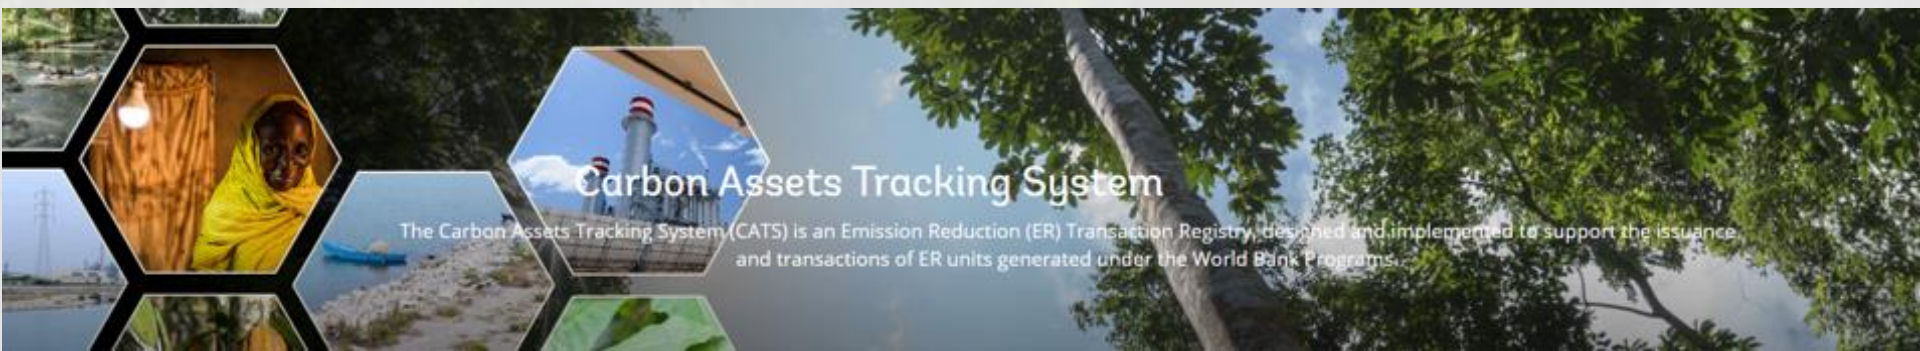 Carbon Assets Tracking System
The Carbon Assets Tracking System (CATS) is an Emission Reduction (ER) Transaction Registry, designed and implemented to support the issuance
and transactions of ER units generated under the World Bank Programs.